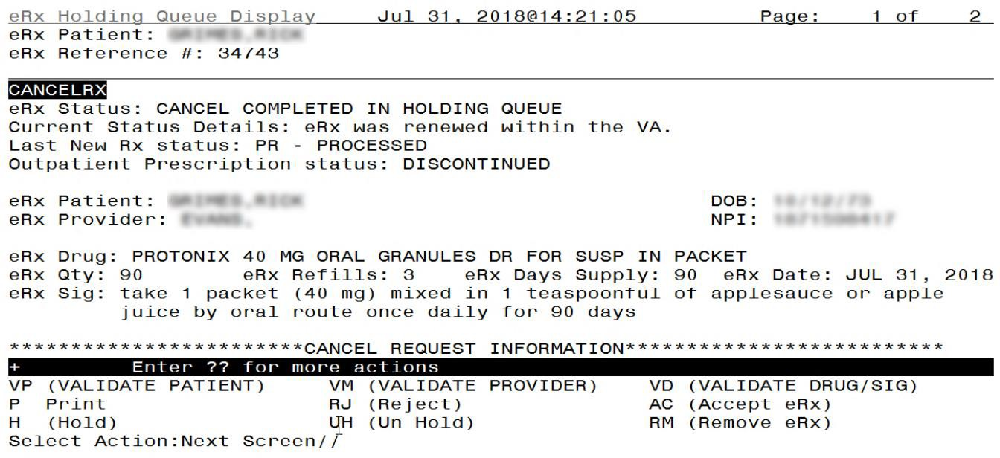 eRx Holding Queue Display Jul 31, 2018@14:21:05 Page: 1 of 2
eRx Patient:
eRx Reference #: 34743
CANCELRX
eRx Status: CANCEL COMPLETED IN HOLDING QUEUE
Current Status Details: eRx was renewed within the VA.
Last New Rx status: PR - PROCESSED
Outpatient Prescription status: DISCONTINUED
eRx Patient: DOB:
eRx Provider: NPI:
eRx Drug: PROTONIX 40 MG ORAL GRANULES DR FOR SUSP IN PACKET
eRx Qty: 90 eRx Refills: 3 eRx Days Supply: 90 eRx Date: JUL 31, 2018
eRx Sig: take 1 packet (40 mg) mixed in 1 teaspoonful of applesauce or apple
juice by oral route once daily for 90 days
************************CANCEL REQUEST INFORMATION**************************
+ Enter ?? for more actions
VP (VALIDATE PATIENT) VM (VALIDATE PROVIDER) VD (VALIDATE DRUG/SIG)
P Print RJ (Reject) AC (Accept eRx)
H (Hold) UH (Un Hold) RM (Remove eRx)
Select Action:Next Screen//